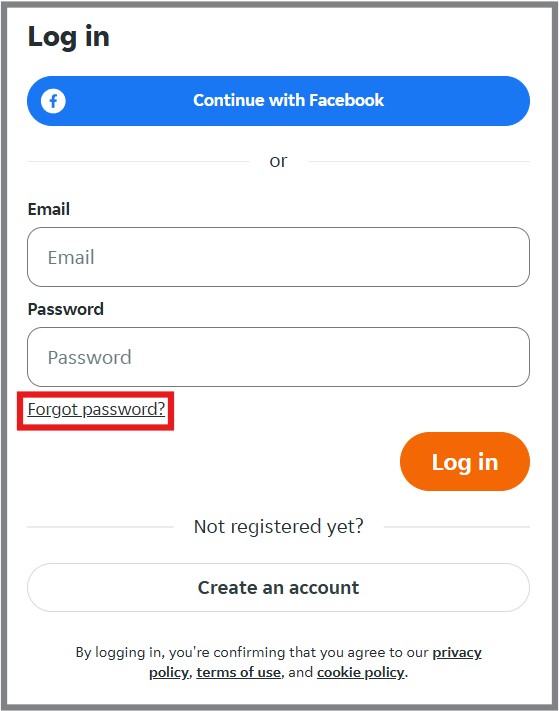 Log in
Continue with Facebook
or
Email
Email
Password
Password
Forgot password?
Log in
Not registered yet?
Create an account
By logging in, you're confirming that you agree to our privacy
policy, terms of use, and cookie policy.